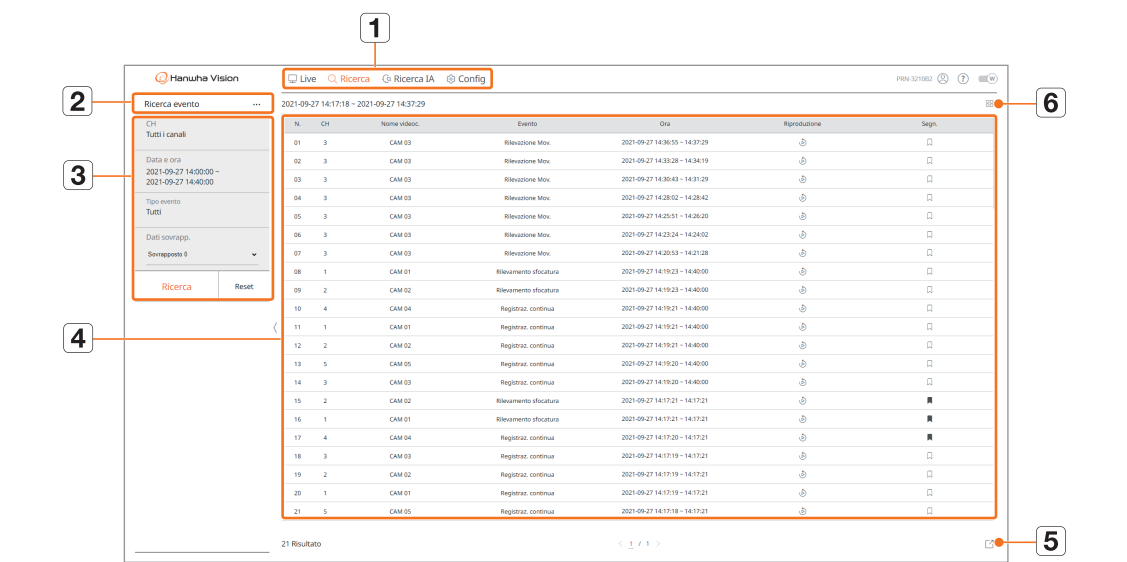 1
Hanwha Vision
Live Ricerca Ricerca IA Config
PRN-3210B2 ? W
2
Ricerca evento ...
2021-09-27 14:17:18 ~ 2021-09-27 14:37:29
6
3
CH
Tutti i canali
Data e ora
2021-09-27 14:00:00 ~
2021-09-27 14:40:00
Tipo evento
Tutti
Dati sovrapp.
Sovrapposto 0
Ricerca Reset
4
N. CH Nome videoc. Evento Ora Riproduzione Segn.
01 3 CAM 03 Rilevazione Mov. 2021-09-27 14:36:55 ~ 14:37:29
02 3 CAM 03 Rilevazione Mov. 2021-09-27 14:33:28 ~ 14:34:19
03 3 CAM 03 Rilevazione Mov. 2021-09-27 14:30:43 ~ 14:31:29
04 3 CAM 03 Rilevazione Mov. 2021-09-27 14:28:02 ~ 14:28:42
05 3 CAM 03 Rilevazione Mov. 2021-09-27 14:25:51 ~ 14:26:20
06 3 CAM 03 Rilevazione Mov. 2021-09-27 14:23:24 ~ 14:24:02
07 3 CAM 03 Rilevazione Mov. 2021-09-27 14:20:53 ~ 14:21:28
08 1 CAM 01 Rilevamento sfocatura 2021-09-27 14:19:23 ~ 14:40:00
09 2 CAM 02 Rilevamento sfocatura 2021-09-27 14:19:23 ~ 14:40:00
10 4 CAM 04 Registraz. continua 2021-09-27 14:19:21 ~ 14:40:00
11 1 CAM 01 Registraz. continua 2021-09-27 14:19:21 ~ 14:40:00
12 2 CAM 02 Registraz. continua 2021-09-27 14:19:21 ~ 14:40:00
13 5 CAM 05 Registraz. continua 2021-09-27 14:19:20 ~ 14:40:00
14 3 CAM 03 Registraz. continua 2021-09-27 14:19:20 ~ 14:40:00
15 2 CAM 02 Rilevamento sfocatura 2021-09-27 14:17:21 ~ 14:17:21
16 1 CAM 01 Rilevamento sfocatura 2021-09-27 14:17:21 ~ 14:17:21
17 4 CAM 04 Registraz. continua 2021-09-27 14:17:20 ~ 14:17:21
18 3 CAM 03 Registraz. continua 2021-09-27 14:17:19 ~ 14:17:21
19 2 CAM 02 Registraz. continua 2021-09-27 14:17:19 ~ 14:17:21
20 1 CAM 01 Registraz. continua 2021-09-27 14:17:19 ~ 14:17:21
21 5 CAM 05 Registraz. continua 2021-09-27 14:17:18 ~ 14:17:21
21 Risultato < 1 / 1 >
5